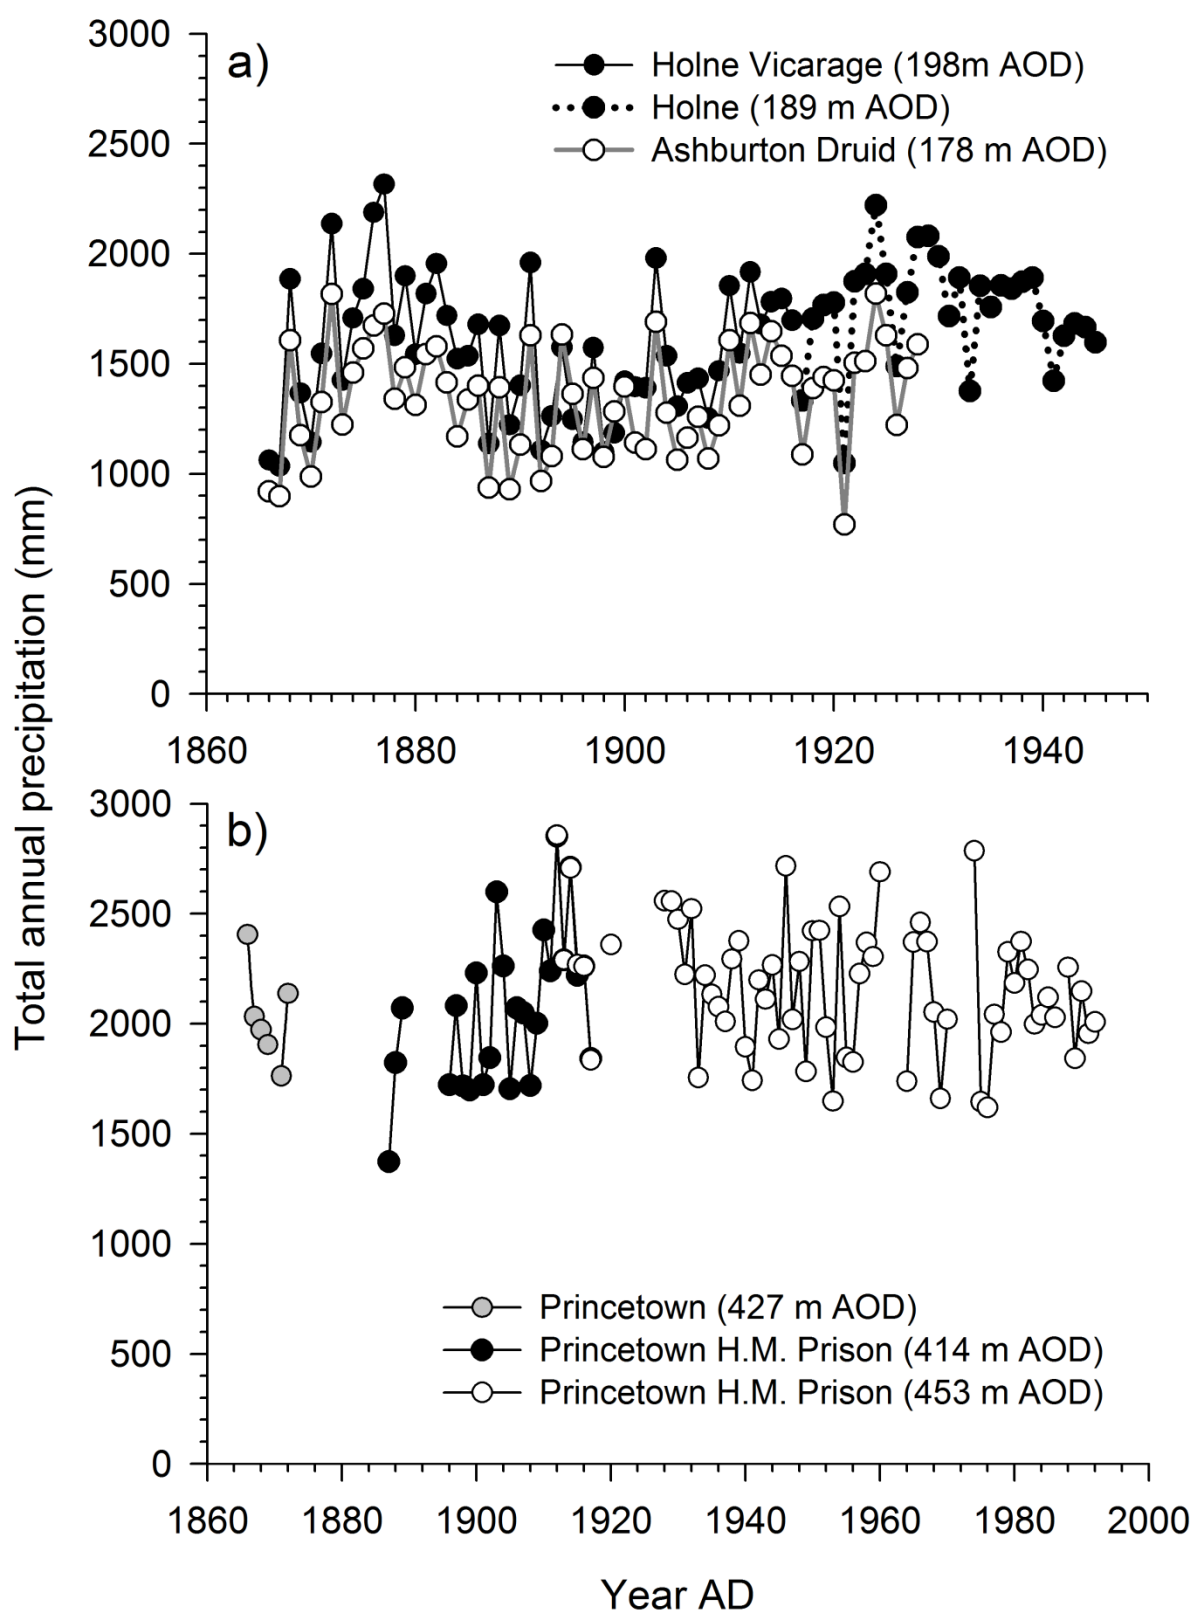 Total annual precipitation (mm)
3000
2500
2000
1500
1000
500
0
a)
Holne Vicarage (198m AOD)
Holne (189 m AOD)
Ashburton Druid (178 m AOD)
1860 1880 1900 1920 1940
3000
2500
2000
1500
1000
500
0
b)
Princetown (427 m AOD)
Princetown H.M. Prison (414 m AOD)
Princetown H.M. Prison (453 m AOD)
1860 1880 1900 1920 1940 1960 1980 2000
Year AD